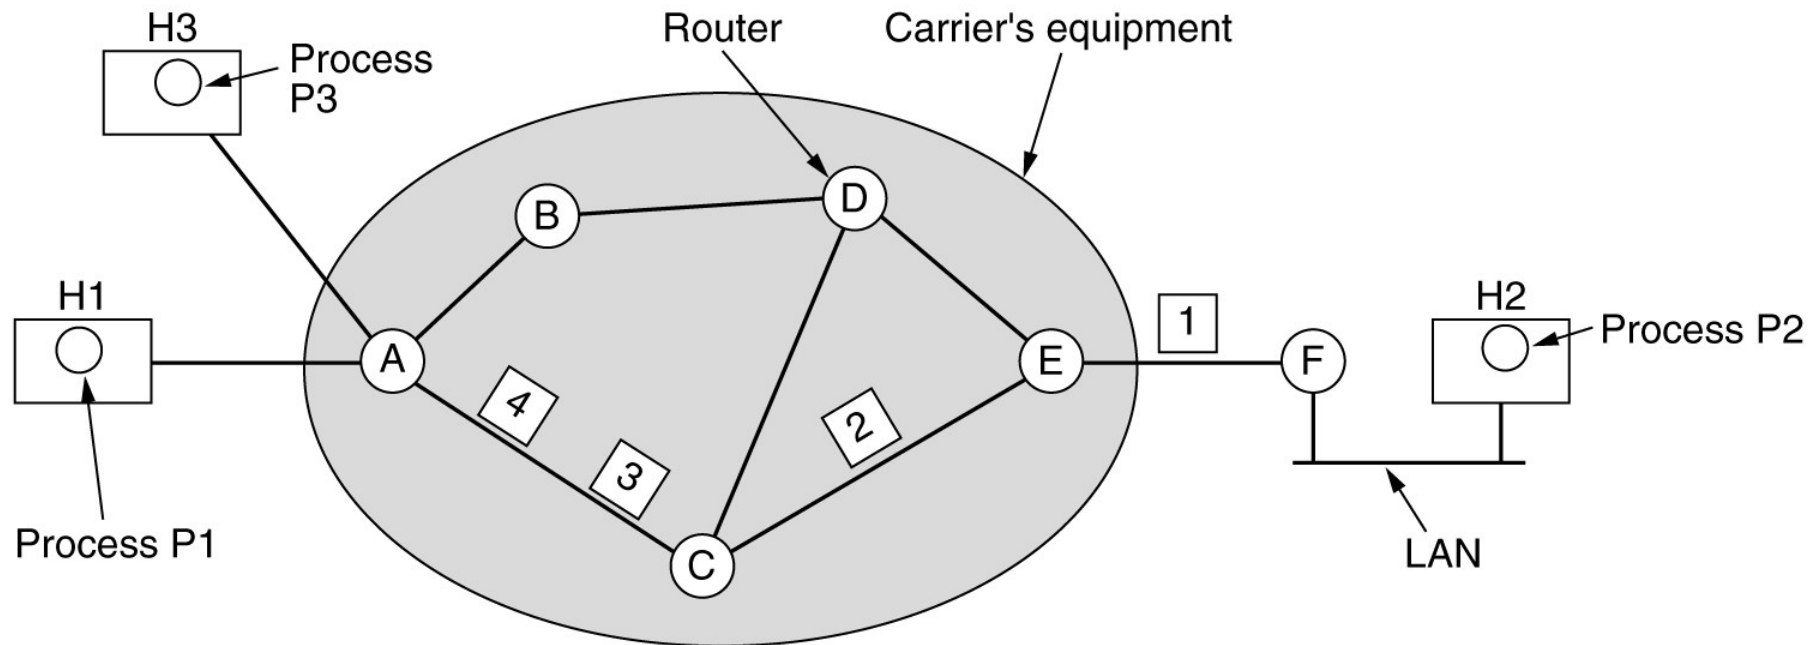 H3
Process
P3
Router
Carrier's equipment
B
D
H1
A
4
3
2
C
E
1
F
H2
Process P2
Process P1
LAN